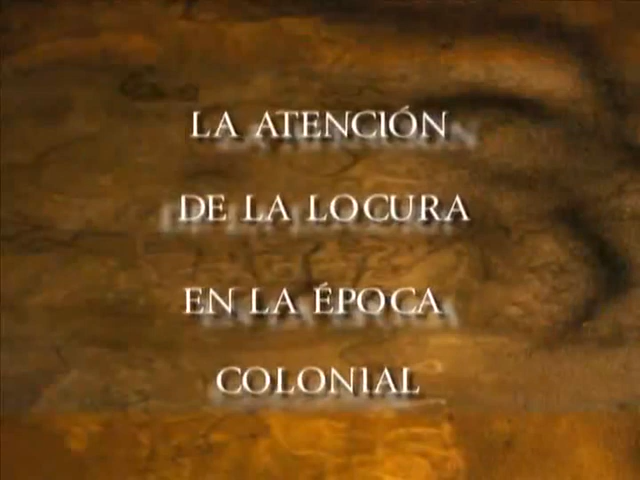 LA ATENCIÓN
DE LA LOCURA
EN LA ÉPOCA
COLONIAL